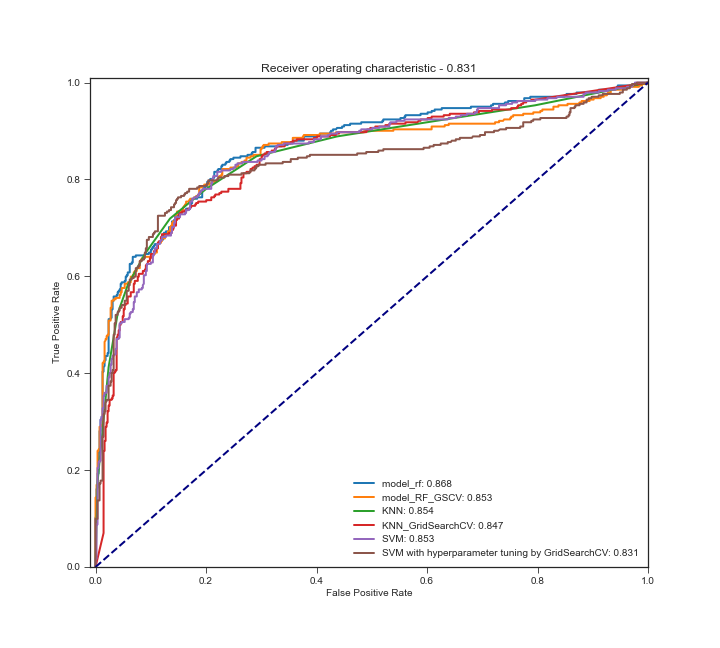 Receiver operating characteristic - 0.831
1.0
0.8
0.6
0.4
0.2
0.0
True Positive Rate
model_rf: 0.868
model_RF_GSCV: 0.853
KNN: 0.854
KNN_GridSearchCV: 0.847
SVM: 0.853
SVM with hyperparameter tuning by GridSearchCV: 0.831
0.0 0.2 0.4 0.6 0.8 1.0
False Positive Rate